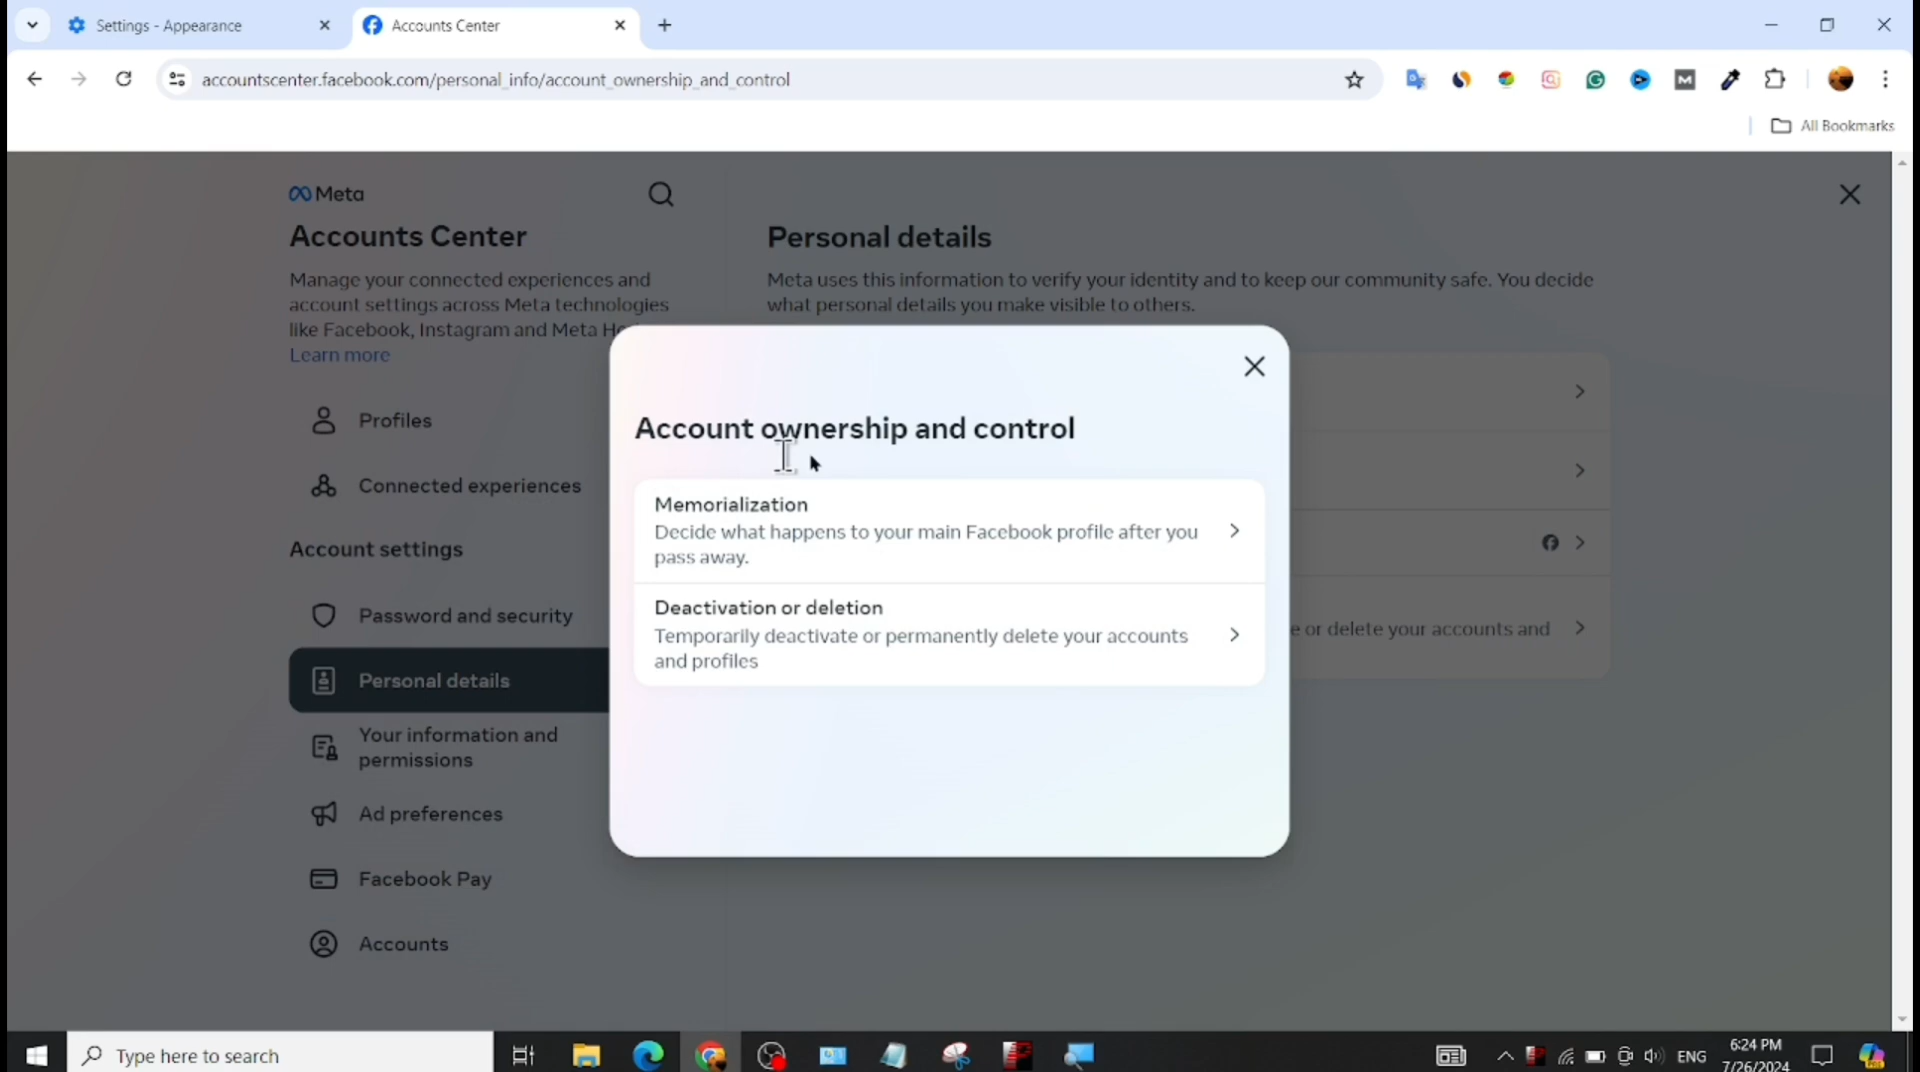 Settings - Appearance
Accounts Center
accountscenter.facebook.com/personal_info/account_ownership_and_control
All Bookmarks
Meta
Accounts Center
Manage your connected experiences and
account settings across Meta technologies
like Facebook, Instagram and Meta
Learn more
Profiles
Connected experiences
Account settings
Password and security
Personal details
Your information and
permissions
Ad preferences
Facebook Pay
Accounts
Personal details
Meta uses this information to verify your identity and to keep our community safe. You decide
what personal details you make visible to others.
e or delete your accounts and
Account ownership and control
Memorialization
Decide what happens to your main Facebook profile after you
pass away.
Deactivation or deletion
Temporarily deactivate or permanently delete your accounts
and profiles
Type here to search
ENG
6:24 PM
7/26/2024